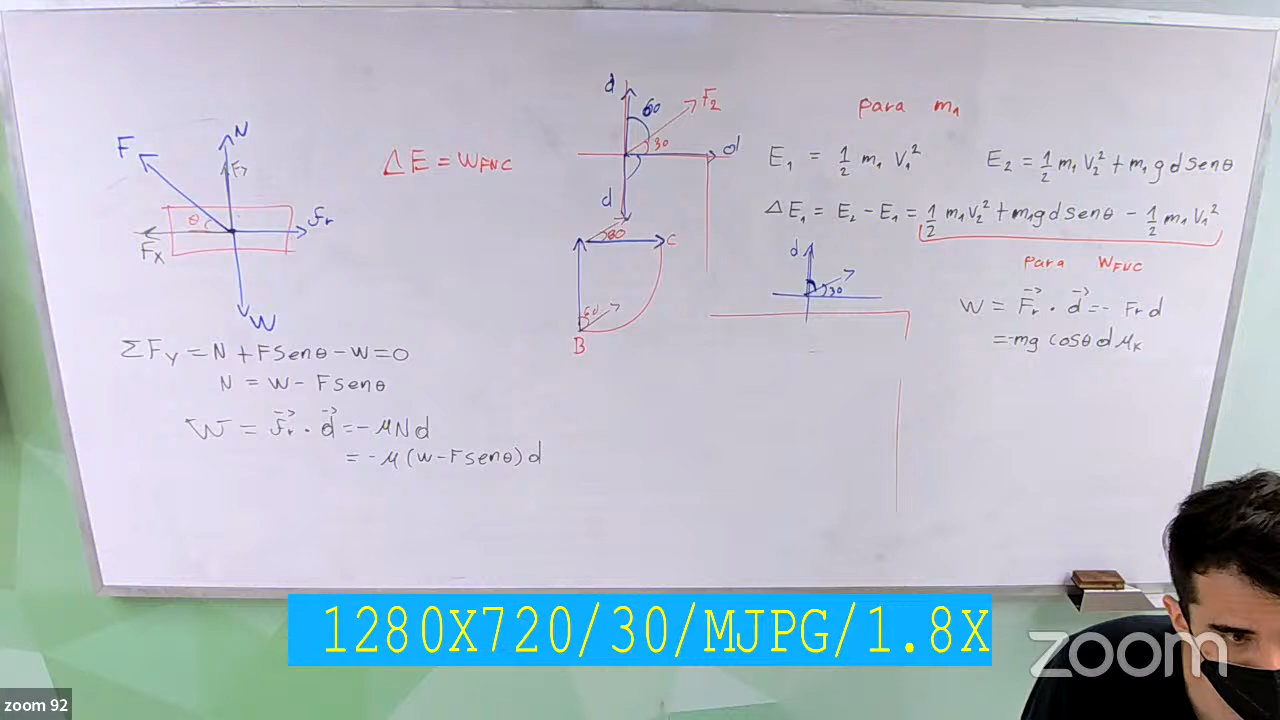 F
N
Fy
θ
fr
Fx
W
ΣFy = N + Fsenθ - W = 0
N = W - Fsenθ
W = f⃗r · d⃗ = - μNd
= - μ(W - Fsenθ)d
ΔE = WFNC
d
60
F2
30
d
d
30
C
60
B
para m1
E1 = 1/2 m1 V1²
E2 = 1/2 m1 V2² + m1 g d senθ
ΔE1 = E2 - E1 = 1/2 m1 V2² + m1 g d senθ - 1/2 m1 V1²
d
30
para WFNC
W = F⃗r · d⃗ = - Fr d
= -mg cosθ d μk
1280X720/30/MJPG/1.8X
zoom
zoom 92